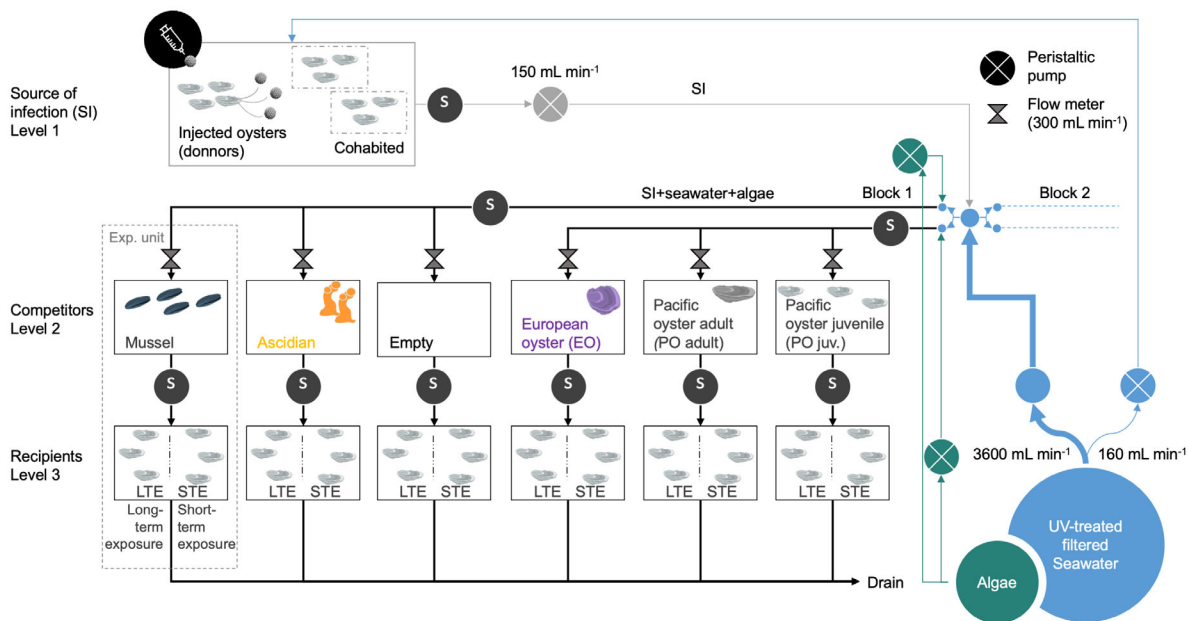 Source of
infection (SI)
Level 1
Injected oysters
(donnors)
Cohabited
S
150 mL min⁻¹
SI
Peristaltic
pump
Flow meter
(300 mL min⁻¹)
SI+seawater+algae
Block 1
Block 2
S
S
Exp. unit
Competitors
Level 2
Mussel
Ascidian
Empty
European
oyster (EO)
Pacific
oyster adult
(PO adult)
Pacific
oyster juvenile
(PO juv.)
S
S
S
S
S
S
Recipients
Level 3
LTE STE
LTE STE
LTE STE
LTE STE
LTE STE
LTE STE
Long-
term
exposure
Short-
term
exposure
Drain
3600 mL min⁻¹
160 mL min⁻¹
UV-treated
filtered
Seawater
Algae